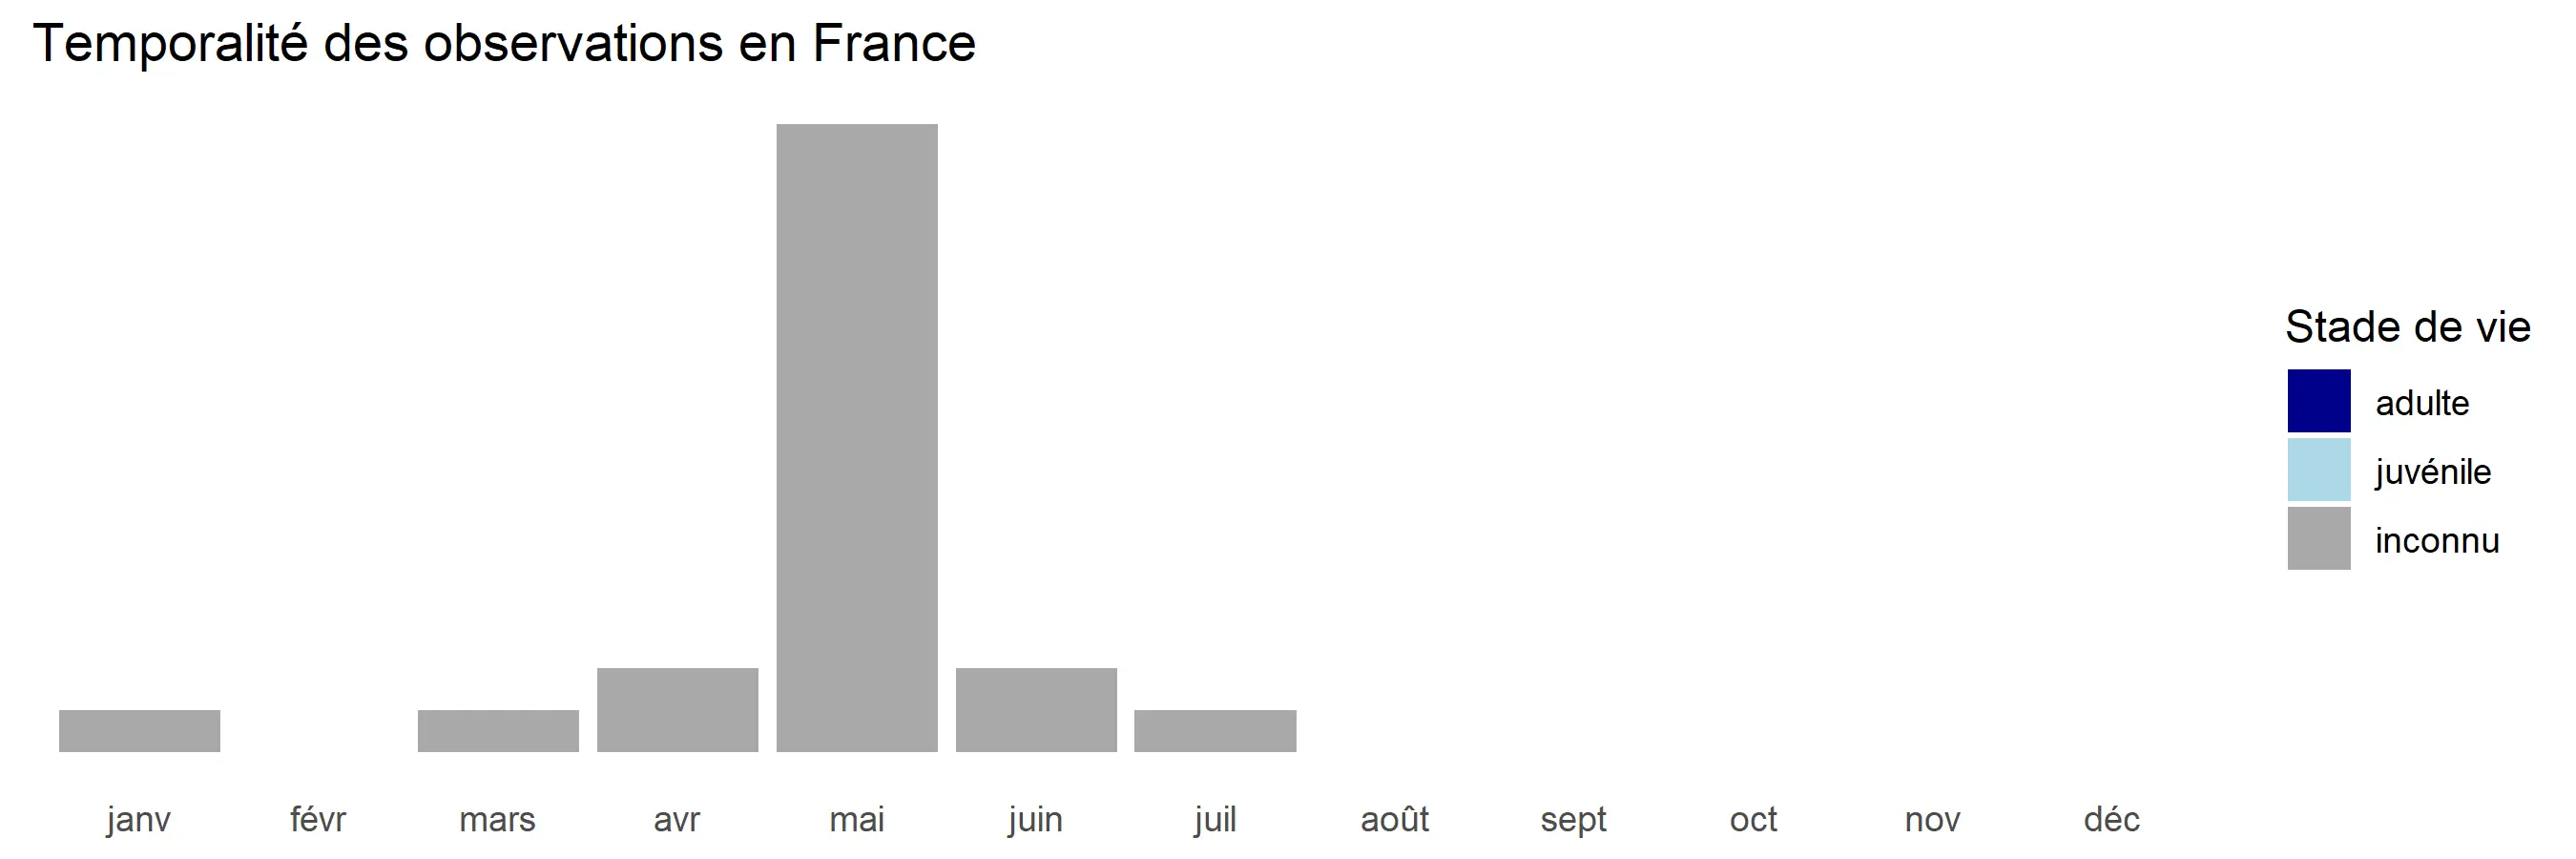 Temporalité des observations en France
Stade de vie
adulte
juvénile
inconnu
janv févr mars avr mai juin juil août sept oct nov déc